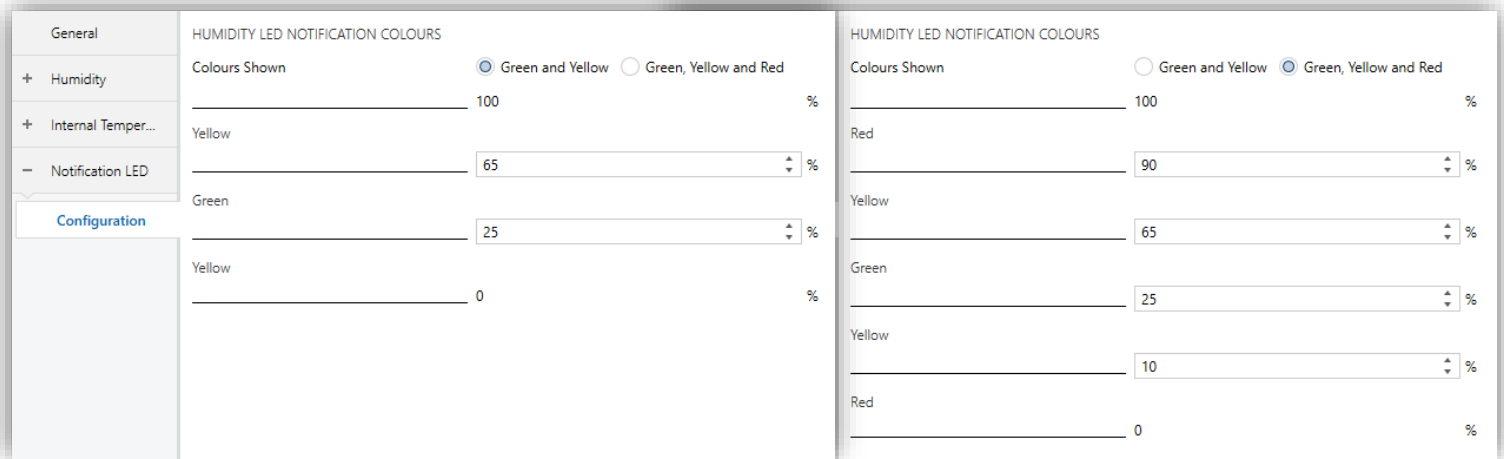 General
Humidity
Internal Temper...
Notification LED
Configuration
HUMIDITY LED NOTIFICATION COLOURS
Colours Shown Green and Yellow Green, Yellow and Red
100 %
Yellow
65 %
Green
25 %
Yellow
0 %
HUMIDITY LED NOTIFICATION COLOURS
Colours Shown Green and Yellow Green, Yellow and Red
100 %
Red
90 %
Yellow
65 %
Green
25 %
Yellow
10 %
Red
0 %